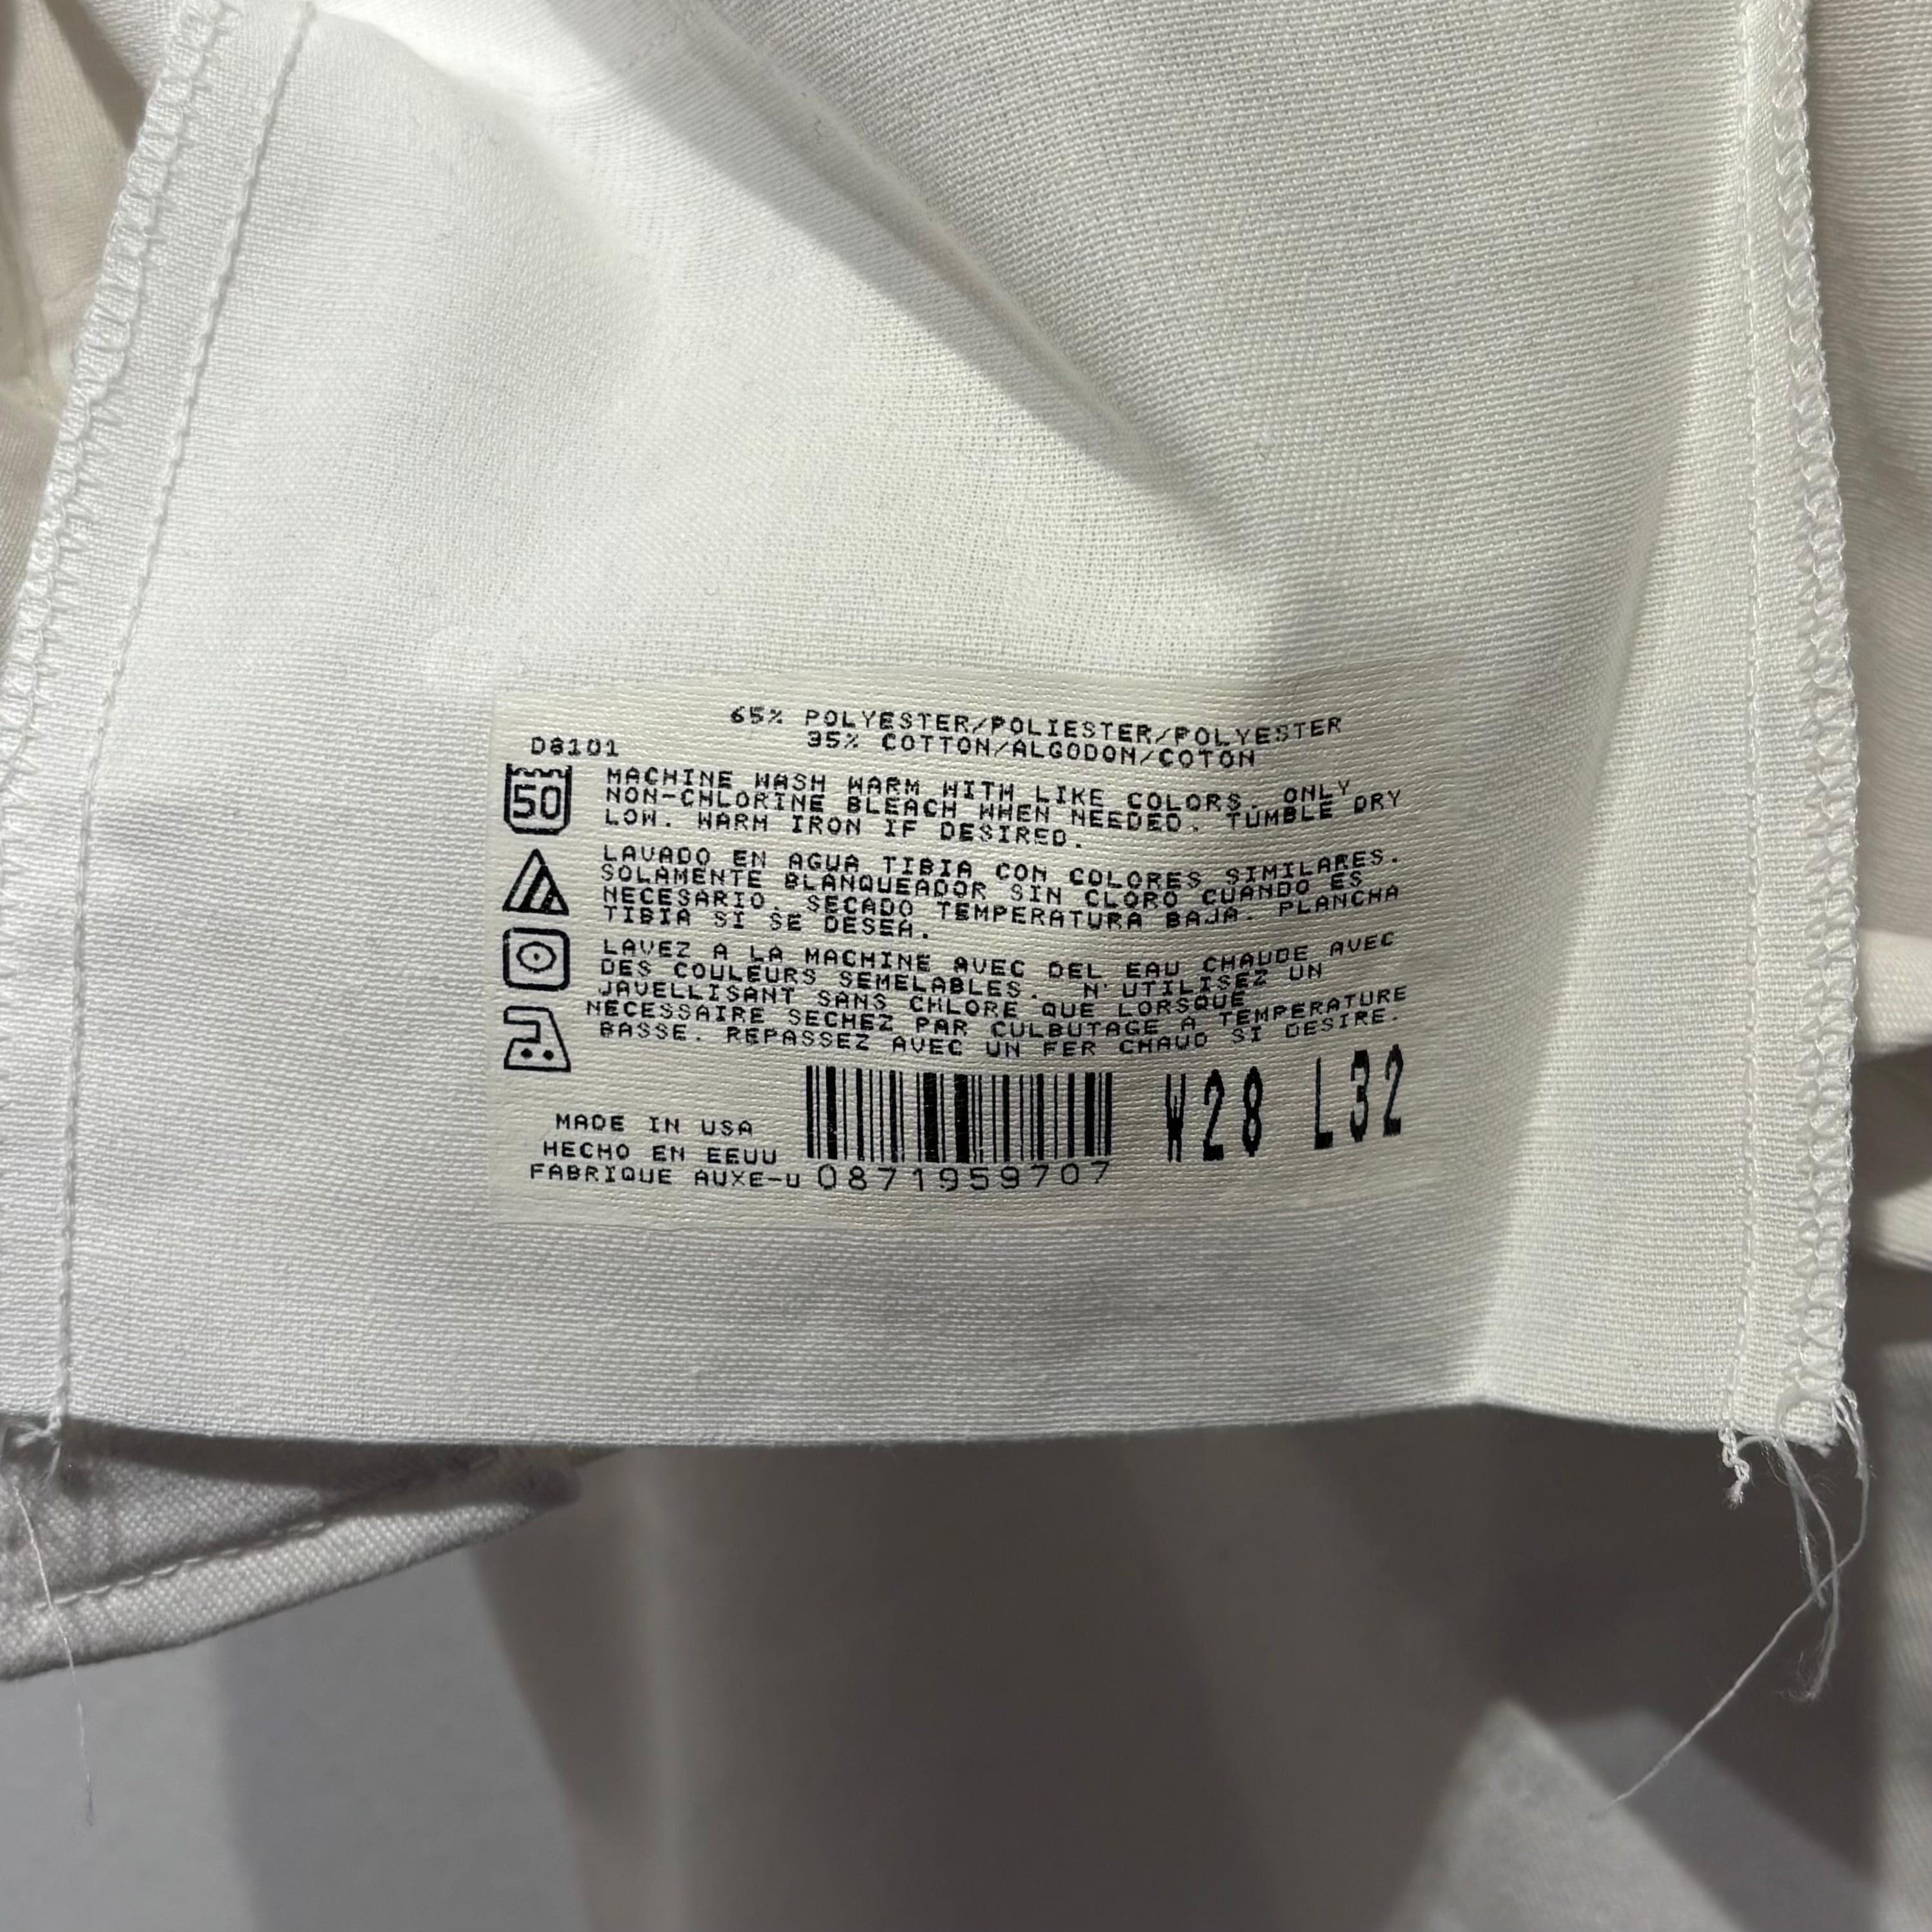 65% POLYESTER/POLIESTER/POLYESTER
35% COTTON/ALGODON/COTON
D8101
50
MACHINE WASH WARM WITH LIKE COLORS. ONLY
NON-CHLORINE BLEACH WHEN NEEDED. TUMBLE DRY
LOW. WARM IRON IF DESIRED.
LAVADO EN AGUA TIBIA CON COLORES SIMILARES.
SOLAMENTE BLANQUEADOR SIN CLORO CUANDO ES
NECESARIO. SECADO TEMPERATURA BAJA. PLANCHA
TIBIA SI SE DESEA.
LAVEZ A LA MACHINE AVEC DEL EAU CHAUDE AVEC
DES COULEURS SEMELABLES. N'UTILISEZ UN
JAVELLISANT SANS CHLORE QUE LORSQUE
NECESSAIRE SECHEZ PAR CULBUTAGE A TEMPERATURE
BASSE. REPASSEZ AVEC UN FER CHAUD SI DESIRE.
W28 L32
MADE IN USA
HECHO EN EEUU
FABRIQUE AUXE-U
0871959707